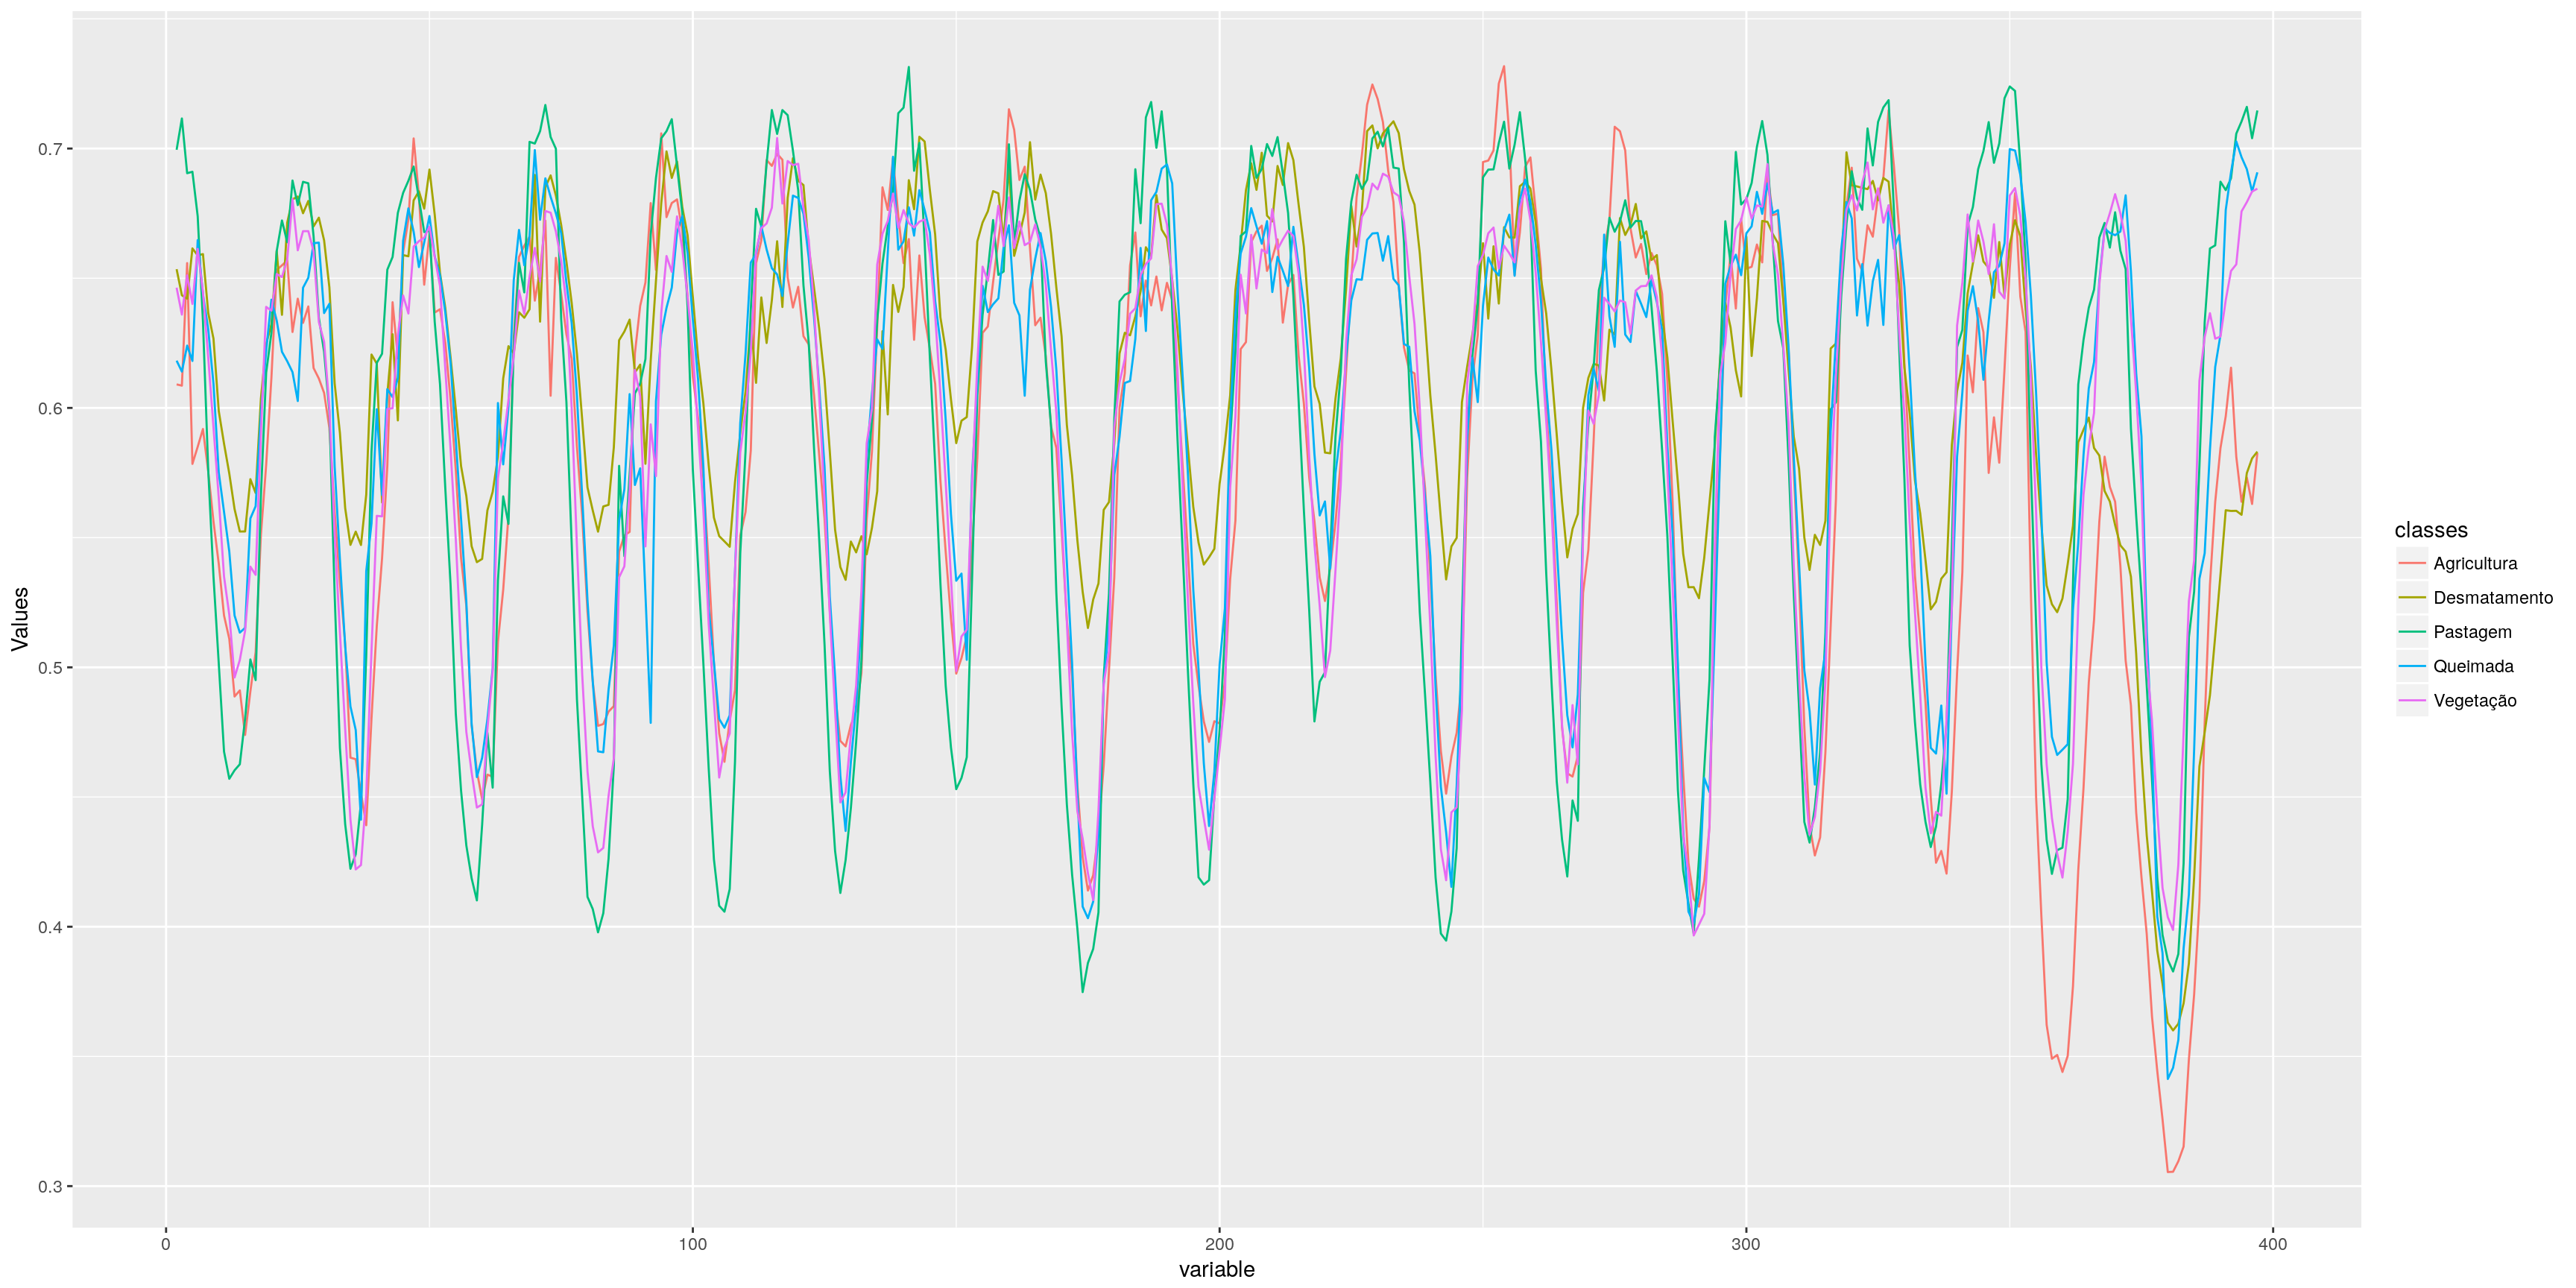 Values
0.7
0.6
0.5
0.4
0.3
0
100
200
300
400
variable
classes
Agricultura
Desmatamento
Pastagem
Queimada
Vegetação